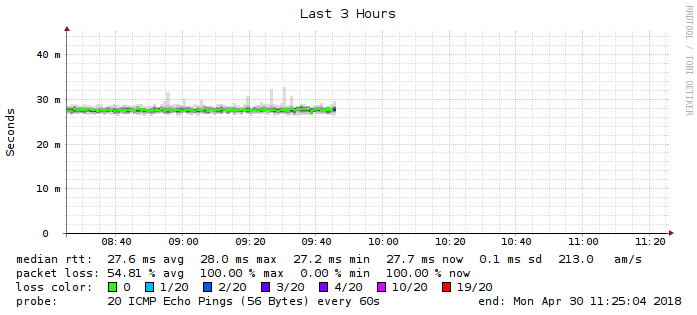 Last 3 Hours
RRDTOOL / TOBI OETIKER
Seconds
40 m
30 m
20 m
10 m
0
08:40 09:00 09:20 09:40 10:00 10:20 10:40 11:00 11:20
median rtt: 27.6 ms avg 28.0 ms max 27.2 ms min 27.7 ms now 0.1 ms sd 213.0 am/s
packet loss: 54.81 % avg 100.00 % max 0.00 % min 100.00 % now
loss color: 0 1/20 2/20 3/20 4/20 10/20 19/20
probe: 20 ICMP Echo Pings (56 Bytes) every 60s end: Mon Apr 30 11:25:04 2018